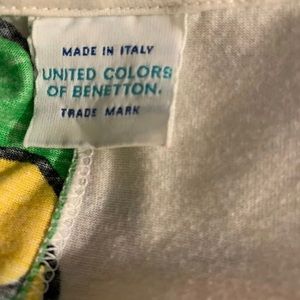 MADE IN ITALY
UNITED COLORS
OF BENETTON.
TRADE MARK